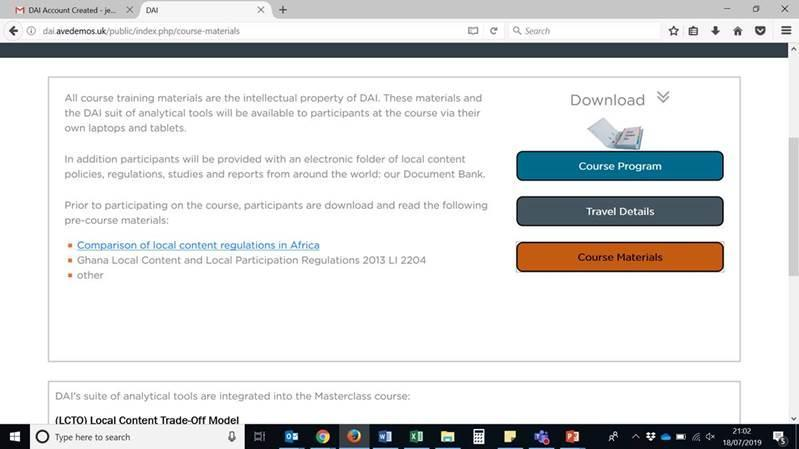 DAI Account Created - je...
DAI
dai.avedemos.uk/public/index.php/course-materials
Search
All course training materials are the intellectual property of DAI. These materials and
the DAI suit of analytical tools will be available to participants at the course via their
own laptops and tablets.
In addition participants will be provided with an electronic folder of local content
policies, regulations, studies and reports from around the world: our Document Bank.
Prior to participating on the course, participants are download and read the following
pre-course materials:
Comparison of local content regulations in Africa
Ghana Local Content and Local Participation Regulations 2013 LI 2204
other
Download
Course Program
Travel Details
Course Materials
DAI's suite of analytical tools are integrated into the Masterclass course:
(LCTO) Local Content Trade-Off Model
Type here to search
21:02
18/07/2019